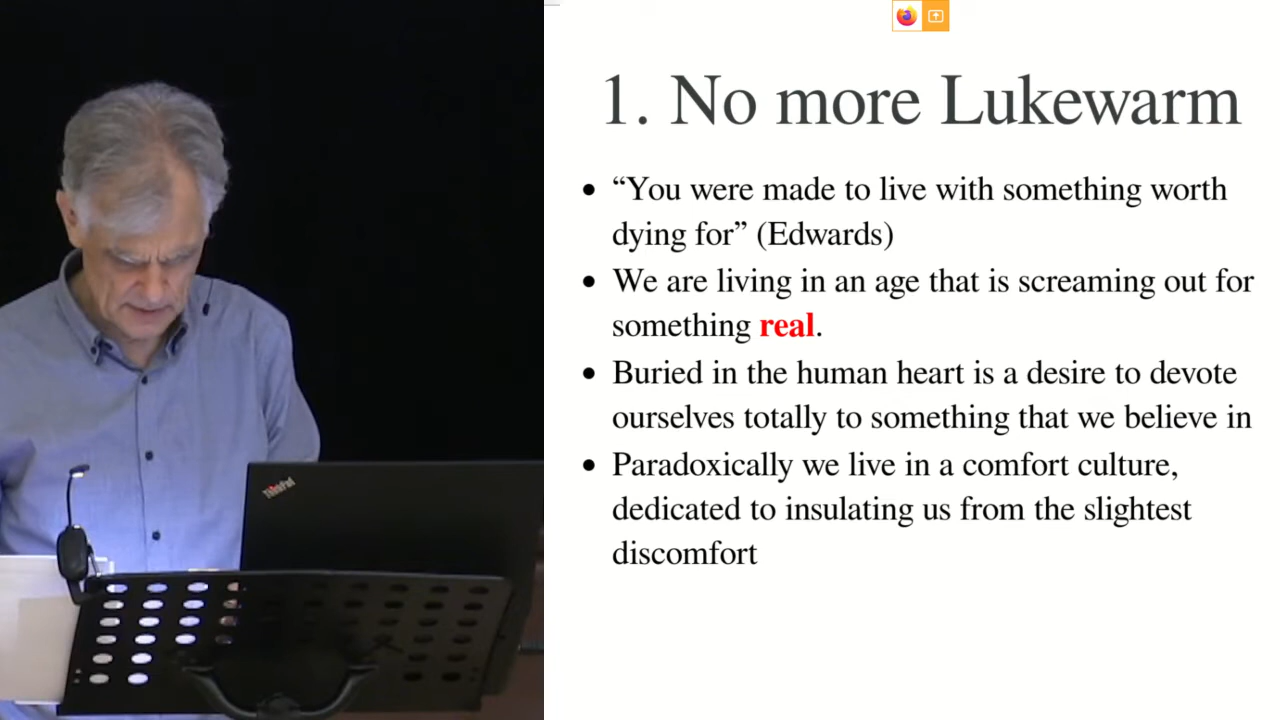 1. No more Lukewarm
• “You were made to live with something worth
dying for” (Edwards)
• We are living in an age that is screaming out for
something real.
• Buried in the human heart is a desire to devote
ourselves totally to something that we believe in
• Paradoxically we live in a comfort culture,
dedicated to insulating us from the slightest
discomfort
ThinkPad